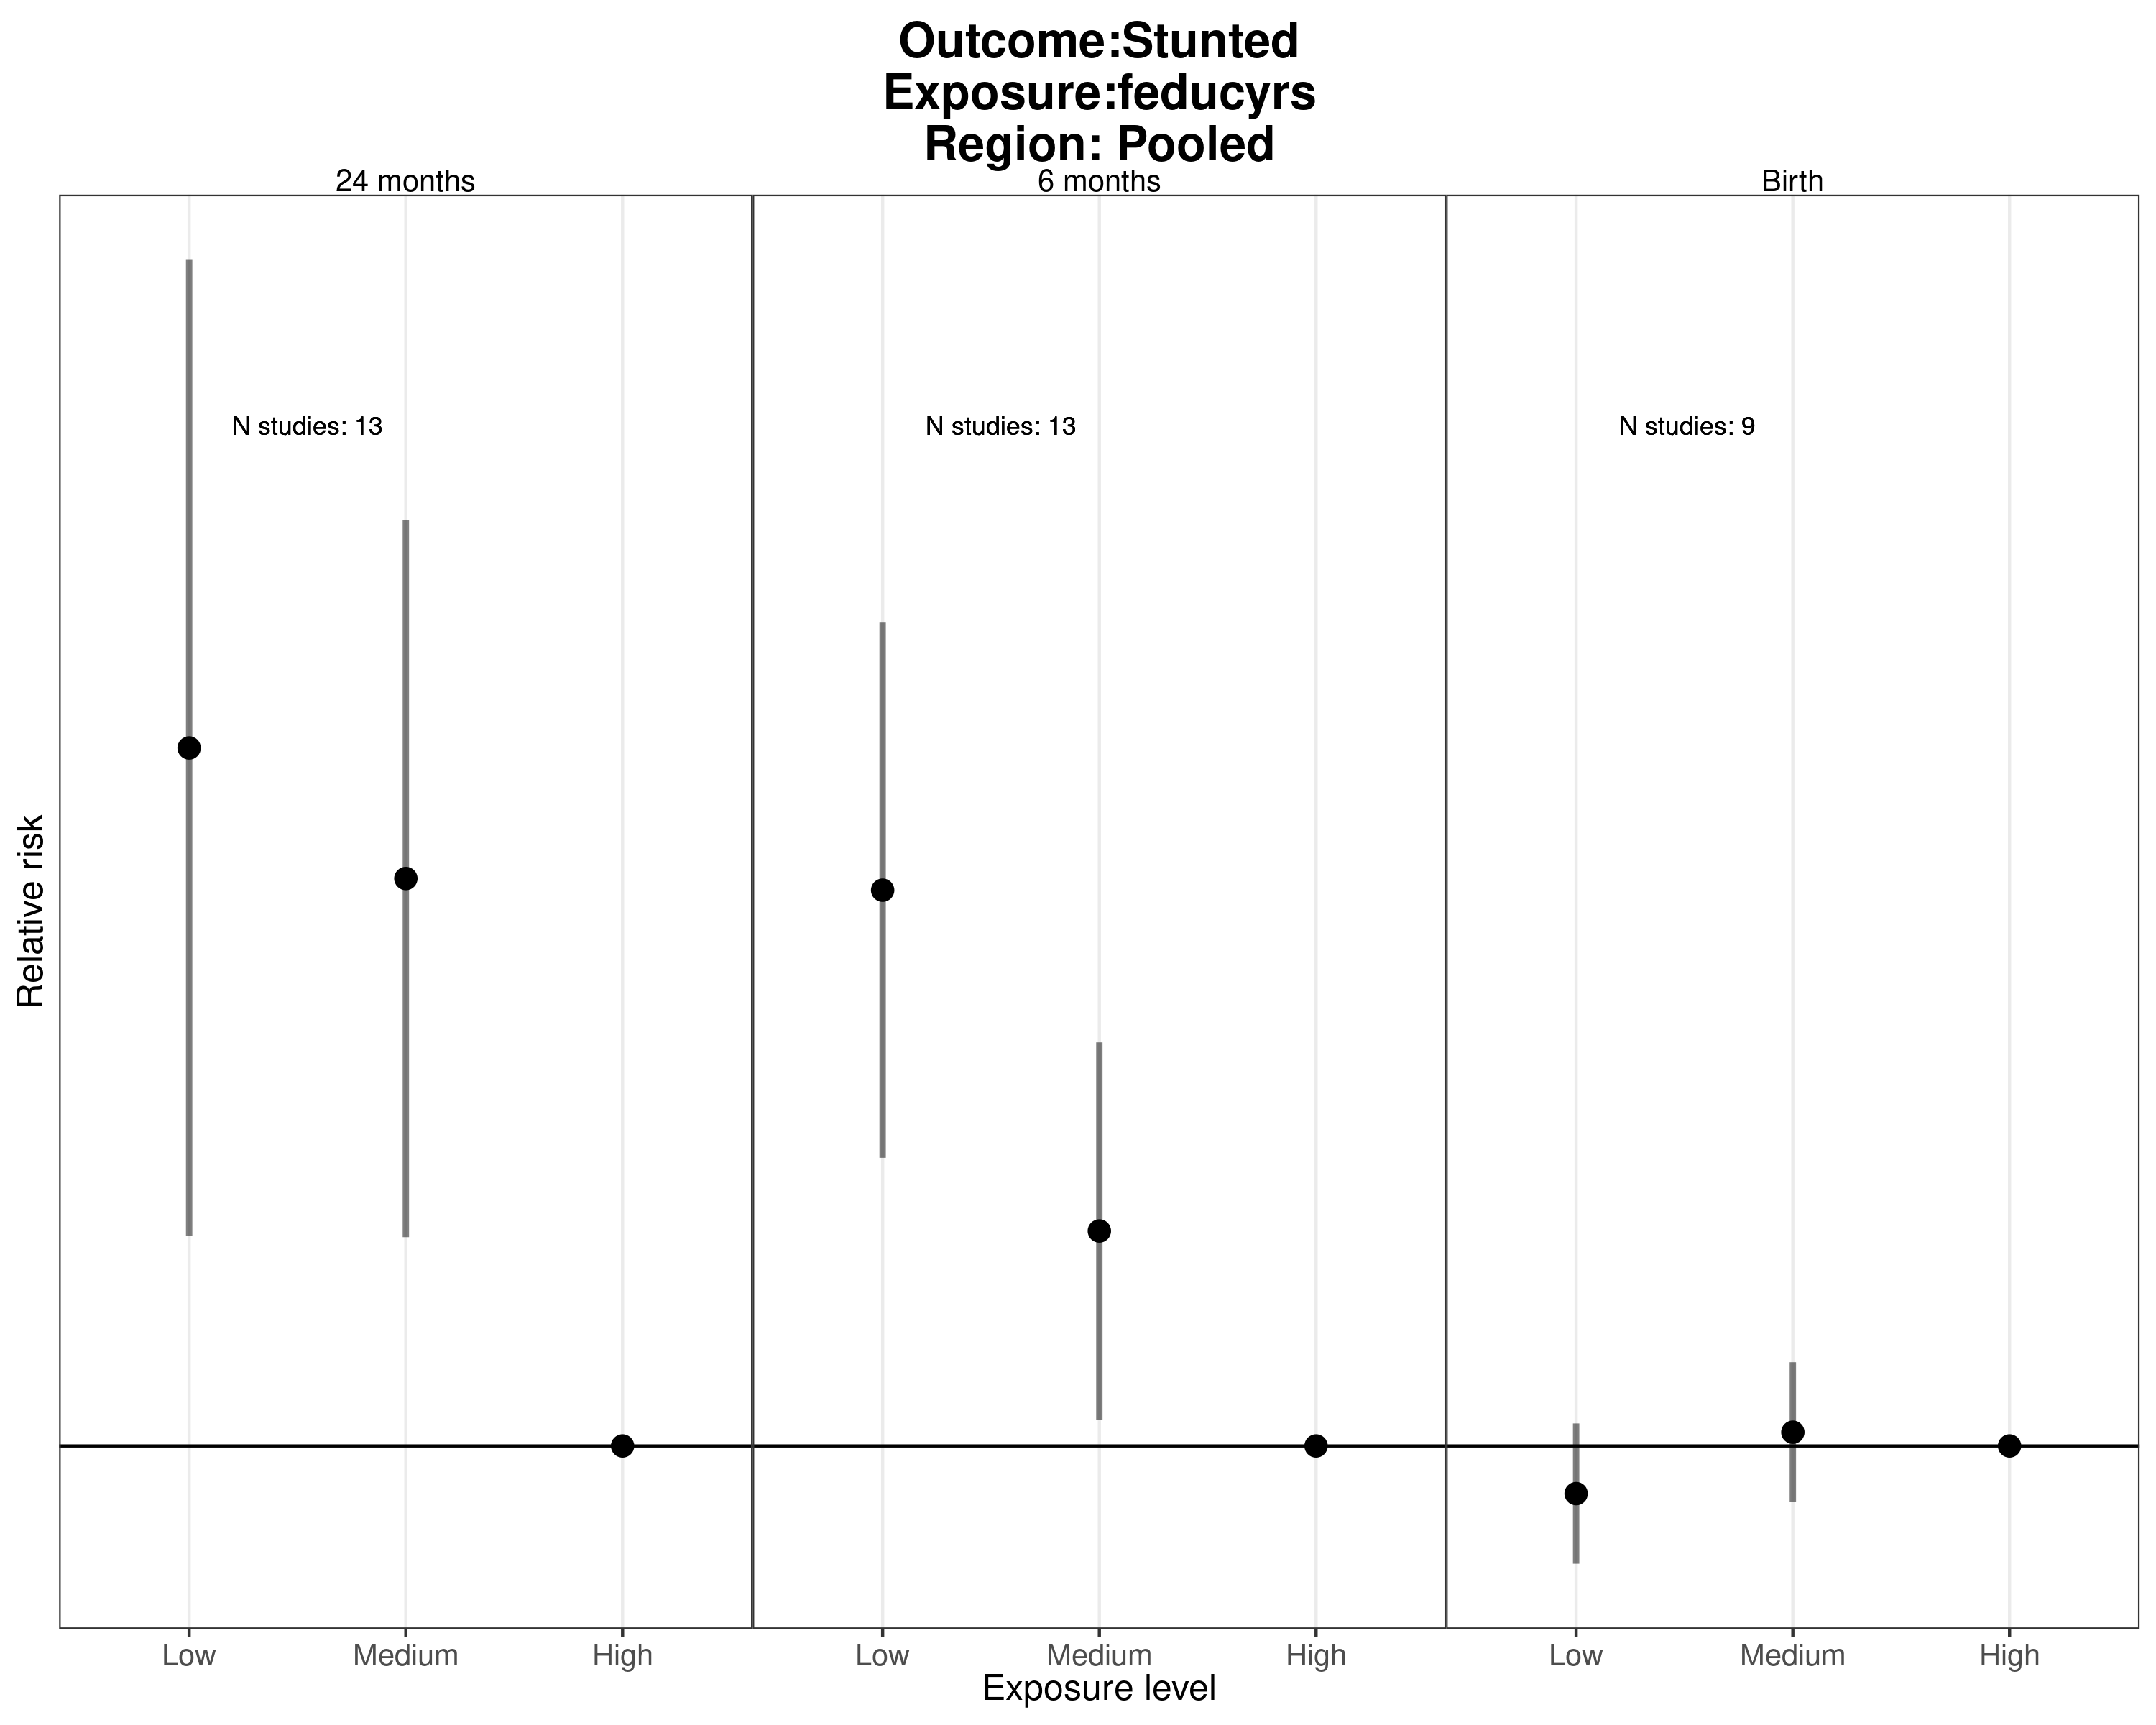 Outcome:Stunted
Exposure:feducyrs
Region: Pooled
24 months
6 months
Birth
N studies: 13
N studies: 13
N studies: 9
Relative risk
Low
Medium
High
Low
Medium
High
Low
Medium
High
Exposure level